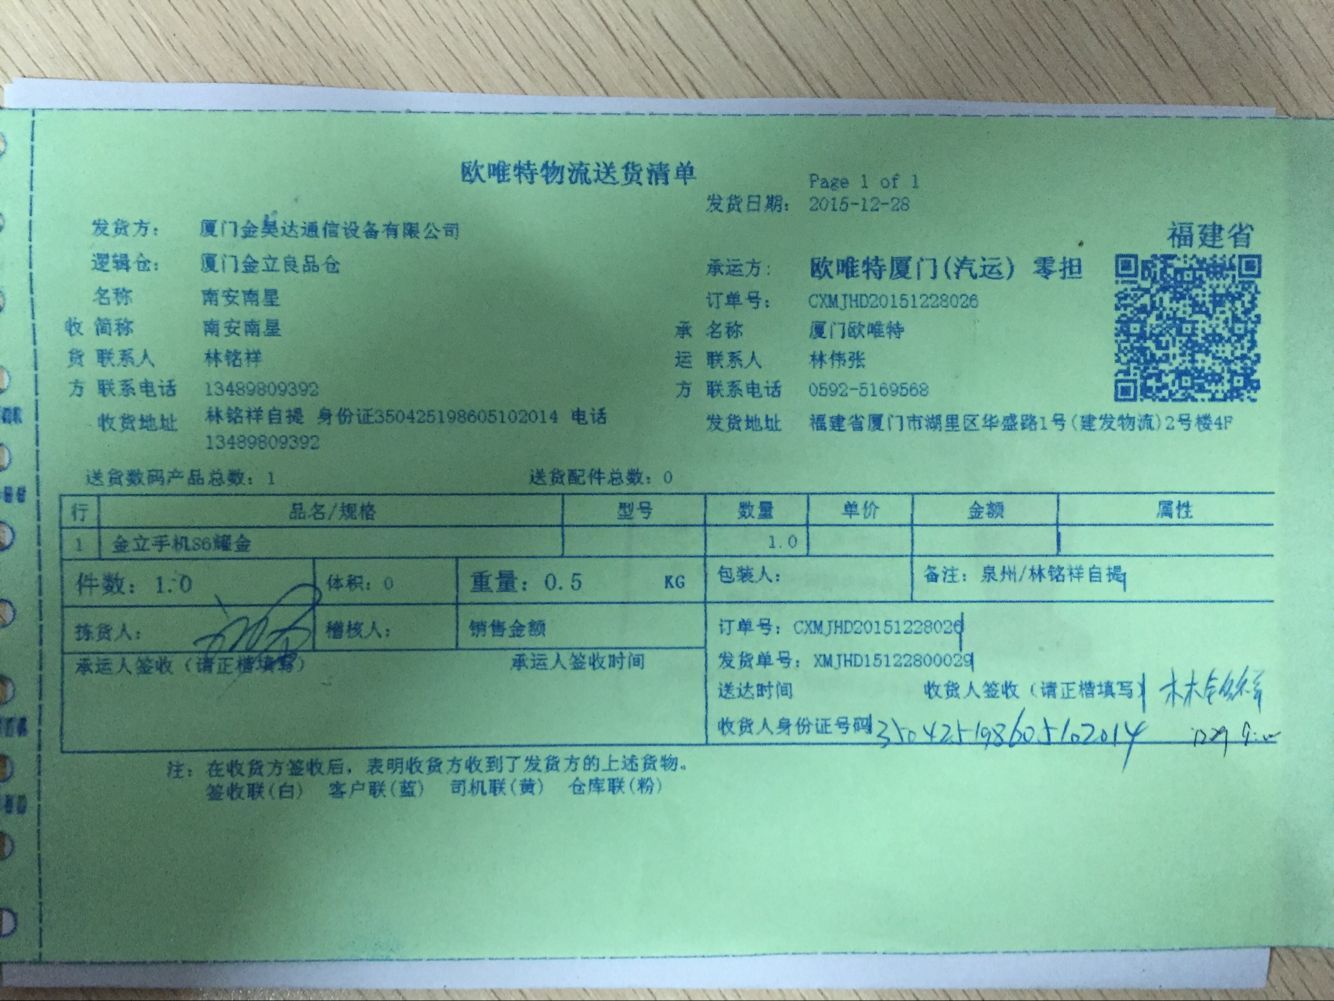 欧唯特物流送货清单
Page 1 of 1
发货日期： 2015-12-28
发货方： 厦门金昊达通信设备有限公司
福建省
逻辑仓： 厦门金立良品仓
承运方： 欧唯特厦门(汽运) 零担
名称 南安南星
订单号： CXMJHD20151228026
收 简称 南安南星
承 名称 厦门欧唯特
货 联系人 林铭祥
运 联系人 林伟张
方 联系电话 13489809392
方 联系电话 0592-5169568
收货地址 林铭祥自提 身份证350425198605102014 电话
13489809392
发货地址 福建省厦门市湖里区华盛路1号(建发物流)2号楼4F
送货数码产品总数：1 送货配件总数：0
行 品名/规格 型号 数量 单价 金额 属性
1 金立手机S6耀金 1.0
件数：1.0 体积：0 重量：0.5 KG 包装人： 备注：泉州/林铭祥自提
拣货人： 稽核人： 销售金额 订单号：CXMJHD20151228026
承运人签收（请正楷填写） 承运人签收时间 发货单号：XMJHD15122800029
送达时间 收货人签收（请正楷填写） 林铭祥
收货人身份证号码 350425198605102014
注：在收货方签收后，表明收货方收到了发货方的上述货物。
签收联(白) 客户联(蓝) 司机联(黄) 仓库联(粉)